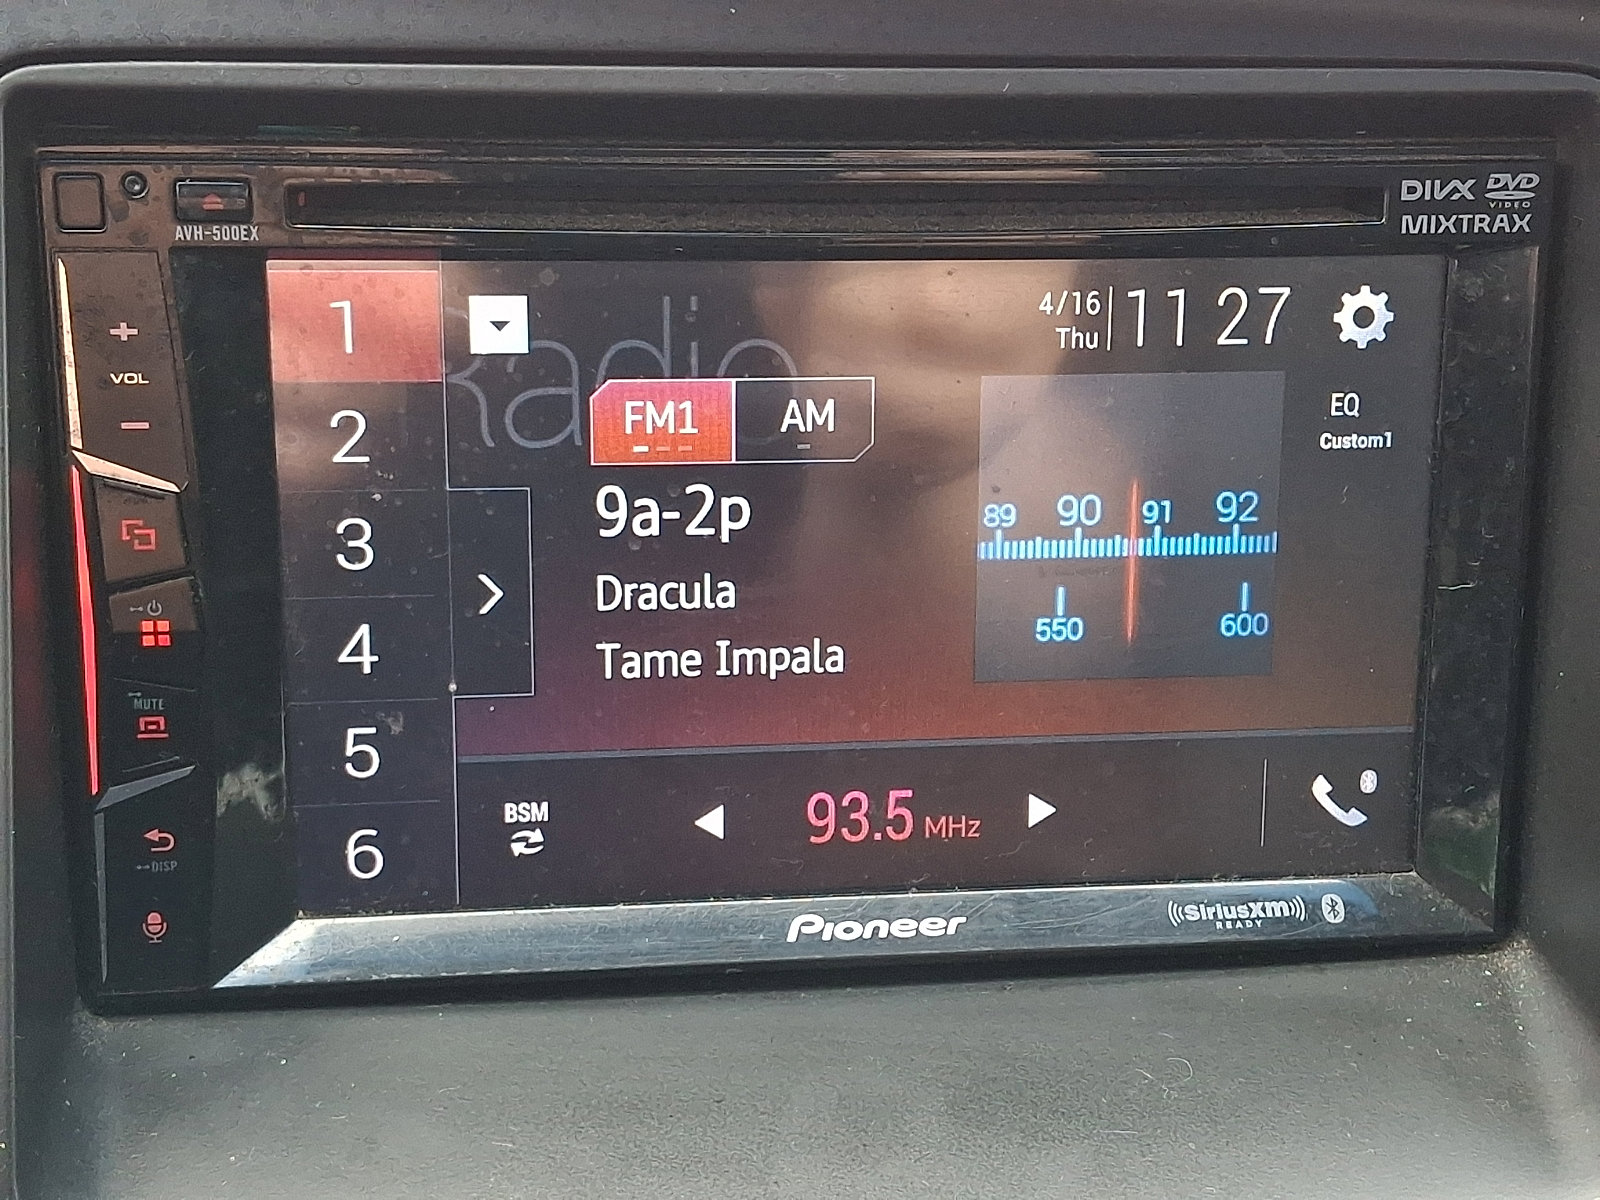 AVH-500EX
DIVX DVD VIDEO
MIXTRAX
VOL
MUTE
DISP
1
2
3
4
5
6
Radio
4/16
Thu
11 27
FM1
AM
9a-2p
Dracula
Tame Impala
EQ
Custom1
89 90 91 92
550 600
BSM
93.5 MHz
Pioneer
SiriusXM
READY